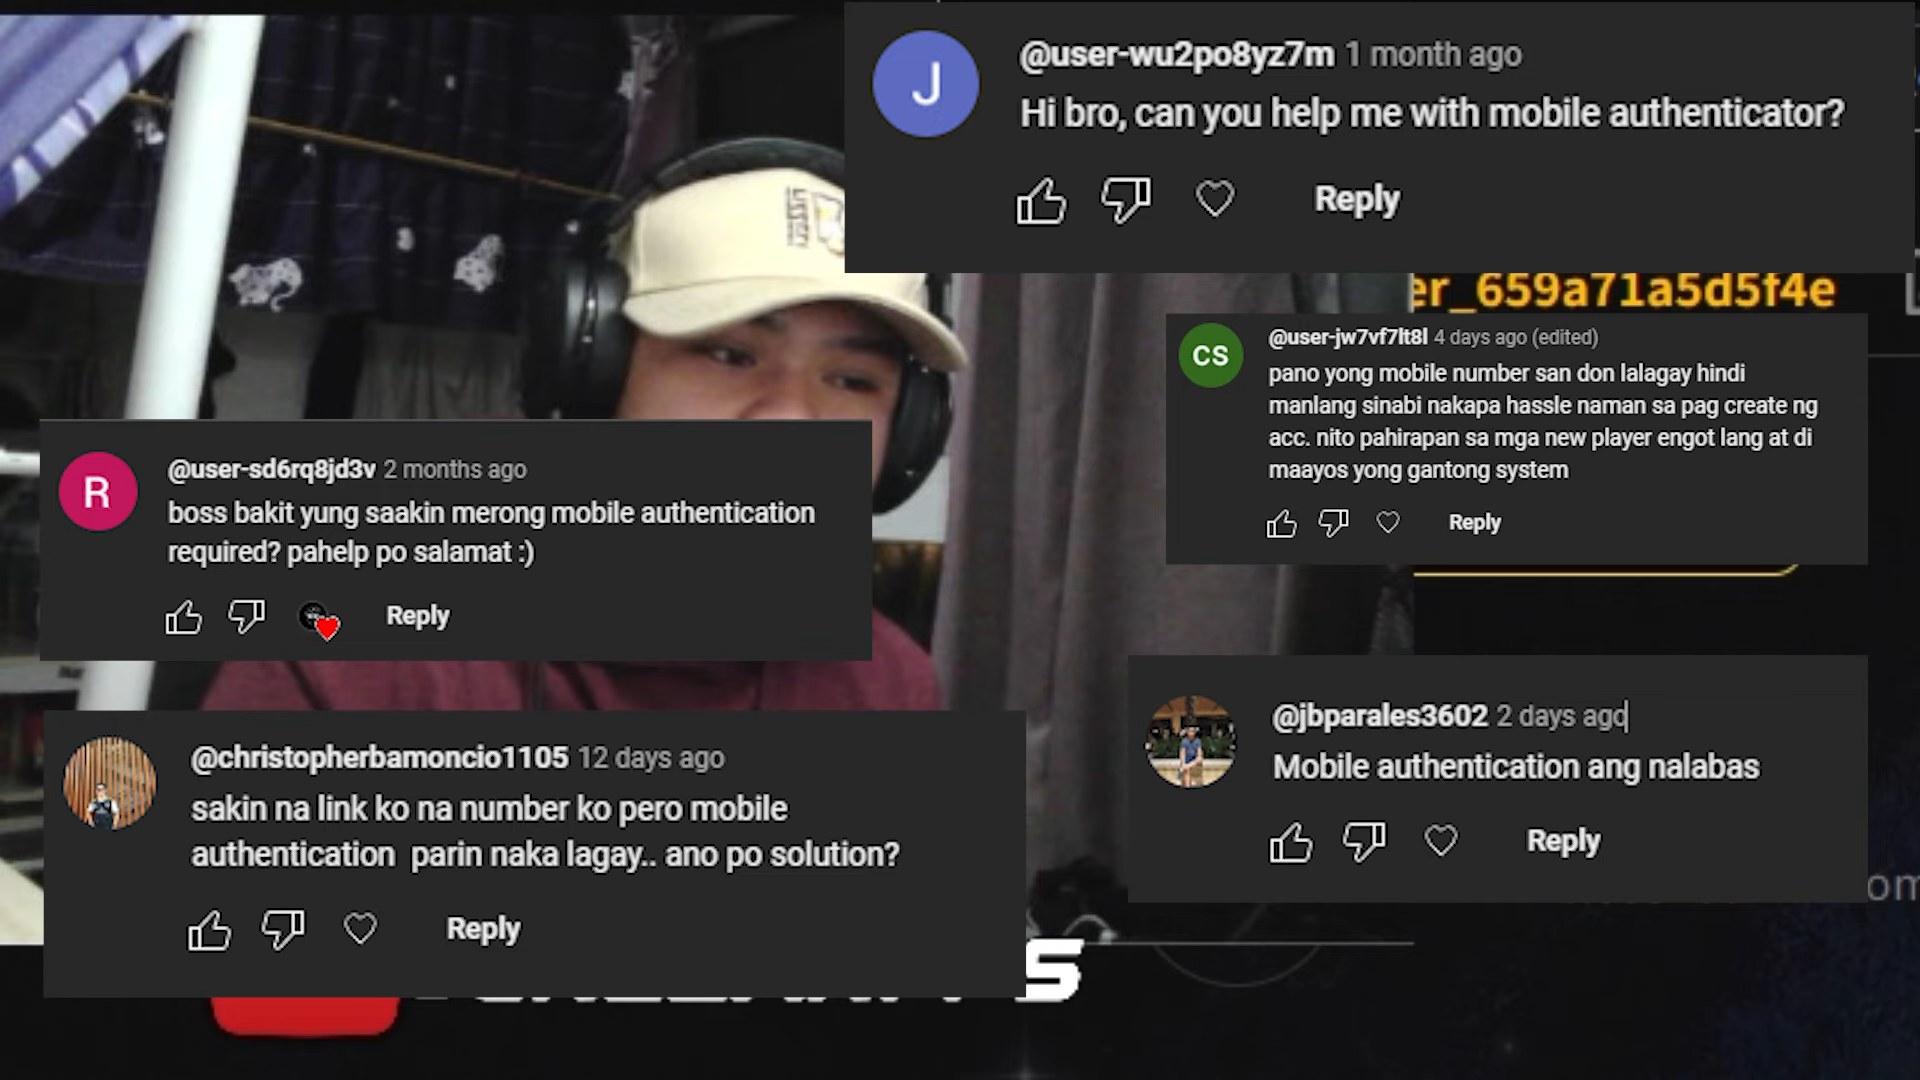 @user-wu2po8yz7m 1 month ago
J
Hi bro, can you help me with mobile authenticator?
Reply
er_659a71a5d5f4e
@user-jw7vf7lt8l 4 days ago (edited)
CS
pano yong mobile number san don lalagay hindi
manlang sinabi nakapa hassle naman sa pag create ng
acc. nito pahirapan sa mga new player engot lang at di
maayos yong gantong system
Reply
@user-sd6rq8jd3v 2 months ago
R
boss bakit yung saakin merong mobile authentication
required? pahelp po salamat :)
Reply
@christopherbamoncio1105 12 days ago
sakin na link ko na number ko pero mobile
authentication parin naka lagay.. ano po solution?
Reply
@jbparales3602 2 days ago
Mobile authentication ang nalabas
Reply
om
S